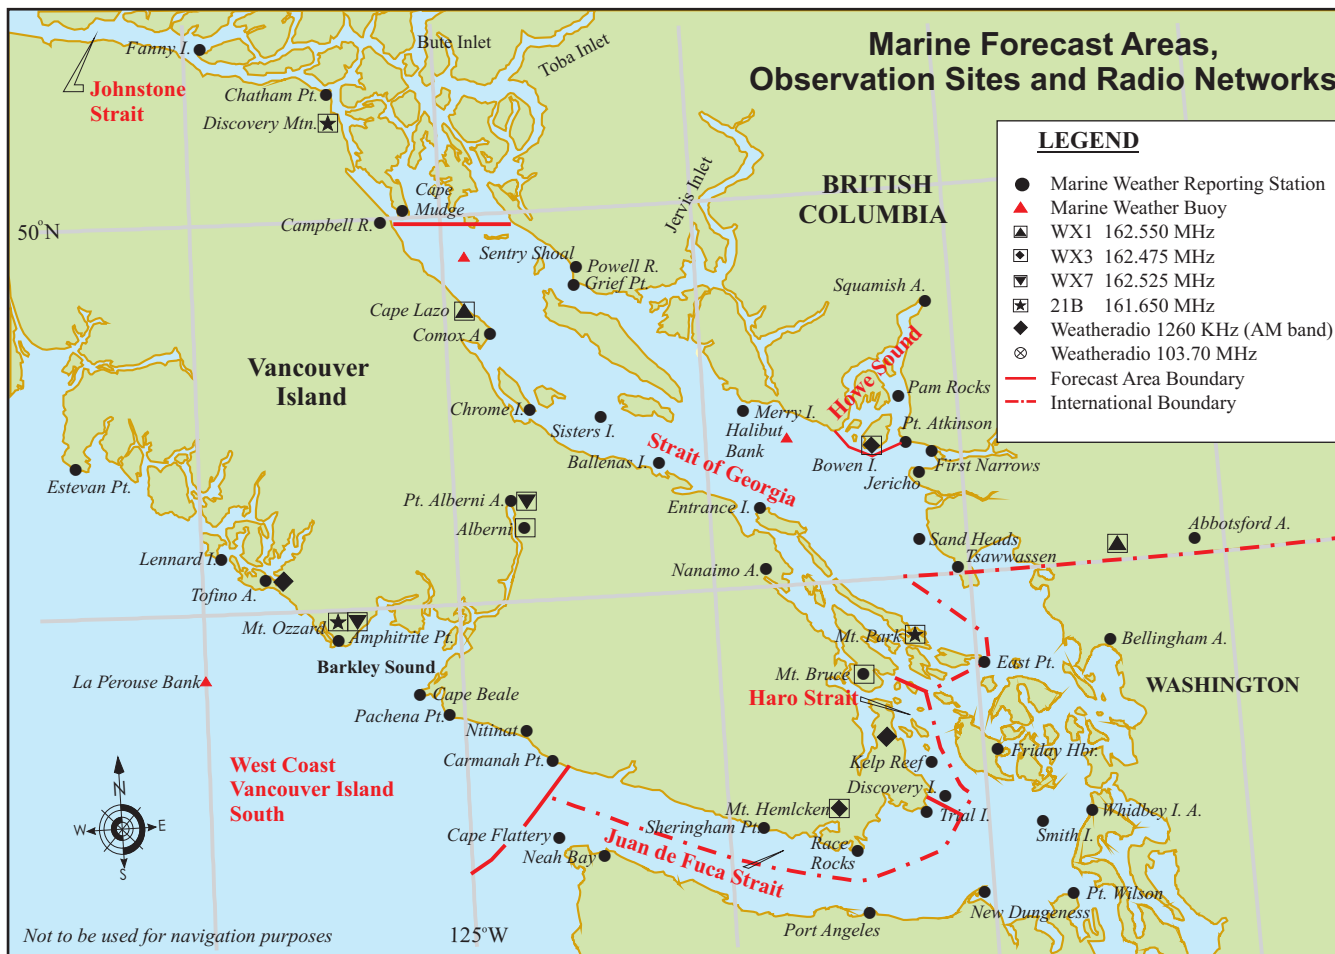 Marine Forecast Areas,
Observation Sites and Radio Networks
Fanny I.
Bute Inlet
Toba Inlet
Johnstone
Strait
Chatham Pt.
Discovery Mtn.
LEGEND
Marine Weather Reporting Station
Marine Weather Buoy
WX1 162.550 MHz
WX3 162.475 MHz
WX7 162.525 MHz
21B 161.650 MHz
Weatheradio 1260 KHz (AM band)
Weatheradio 103.70 MHz
Forecast Area Boundary
International Boundary
Jervis Inlet
BRITISH
COLUMBIA
Cape
Mudge
Campbell R.
50°N
Sentry Shoal
Powell R.
Grief Pt.
Squamish A.
Cape Lazo
Comox A
Vancouver
Island
Howe Sound
Pam Rocks
Chrome I.
Sisters I.
Merry I.
Halibut
Bank
Pt. Atkinson
Strait of Georgia
Ballenas I.
Bowen I.
First Narrows
Jericho
Estevan Pt.
Pt. Alberni A.
Entrance I.
Alberni
Abbotsford A.
Sand Heads
Tsawwassen
Lennard I.
Nanaimo A.
Tofino A.
Mt. Ozzard
Amphitrite Pt.
Mt. Park
Bellingham A.
Barkley Sound
East Pt.
Mt. Bruce
La P'erouse Bank
WASHINGTON
Cape Beale
Haro Strait
Pachena Pt.
Nitinat
Friday Hbr.
Carmanah Pt.
Kelp Reef
West Coast
Vancouver Island
South
Discovery I.
Mt. Hemlcken
Trial I.
Whidbey I. A.
N
W
E
S
Sheringham Pt.
Smith I.
Cape Flattery
Race
Rocks
Neah Bay
Juan de Fuca Strait
Pt. Wilson
New Dungeness
Port Angeles
Not to be used for navigation purposes
125°W